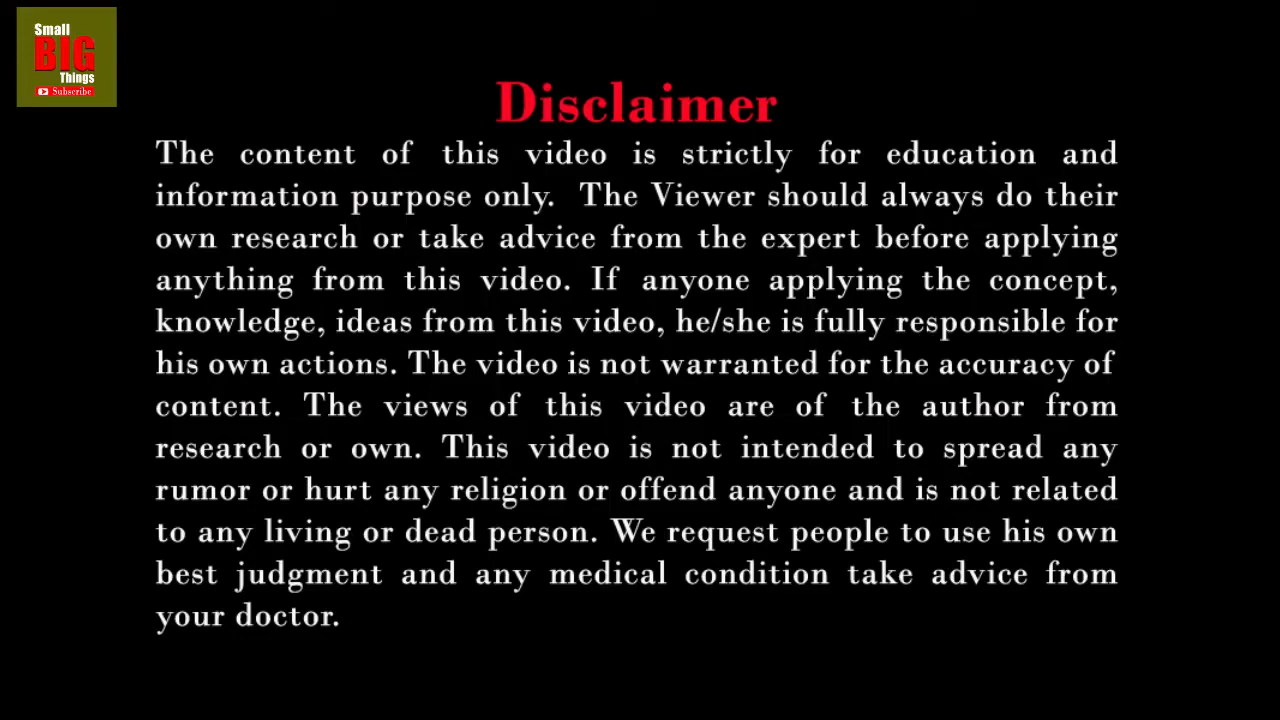 Small
BIG
Things
Subscribe
Disclaimer
The content of this video is strictly for education and
information purpose only. The Viewer should always do their
own research or take advice from the expert before applying
anything from this video. If anyone applying the concept,
knowledge, ideas from this video, he/she is fully responsible for
his own actions. The video is not warranted for the accuracy of
content. The views of this video are of the author from
research or own. This video is not intended to spread any
rumor or hurt any religion or offend anyone and is not related
to any living or dead person. We request people to use his own
best judgment and any medical condition take advice from
your doctor.